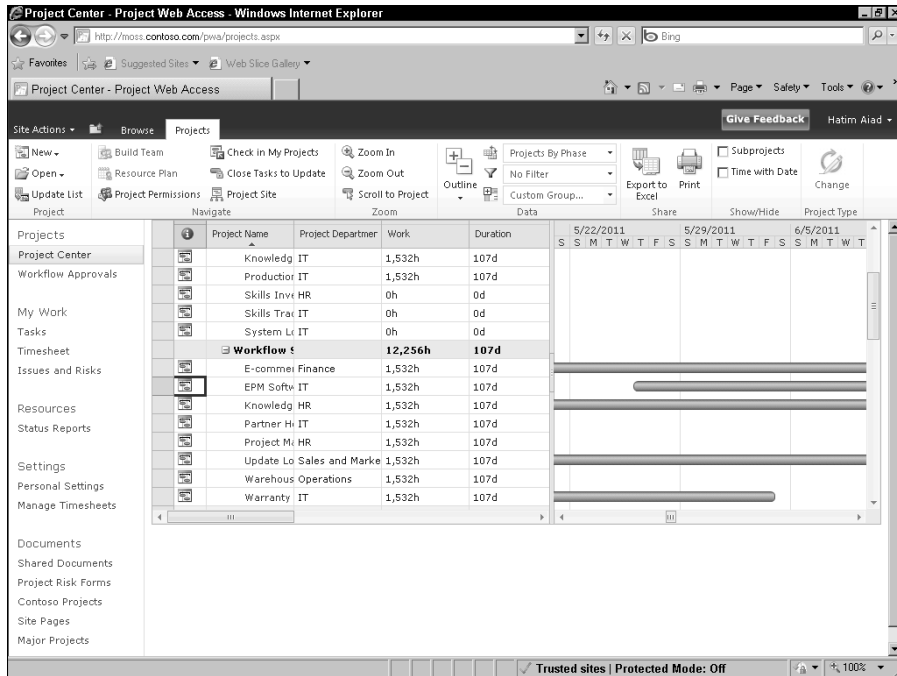 Project Center - Project Web Access - Windows Internet Explorer
http://moss.contoso.com/pwa/projects.aspx
Bing
Favorites Suggested Sites Web Slice Gallery
Project Center - Project Web Access Page Safety Tools
Site Actions Browse Projects Give Feedback Hatim Aiad
New
Open
Update List
Project
Build Team
Resource Plan
Project Permissions
Check in My Projects
Close Tasks to Update
Project Site
Navigate
Zoom In
Zoom Out
Scroll to Project
Zoom
Outline
Projects By Phase
No Filter
Custom Group...
Data
Export to Excel
Print
Share
Subprojects
Time with Date
Show/Hide
Change
Project Type
Projects
Project Center
Workflow Approvals
My Work
Tasks
Timesheet
Issues and Risks
Resources
Status Reports
Settings
Personal Settings
Manage Timesheets
Documents
Shared Documents
Project Risk Forms
Contoso Projects
Site Pages
Major Projects
Project Name Project Departmer Work Duration
Knowledg IT 1,532h 107d
Production IT 1,532h 107d
Skills Inve HR 0h 0d
Skills Trac IT 0h 0d
System Lo IT 0h 0d
Workflow S 12,256h 107d
E-commer Finance 1,532h 107d
EPM Softw IT 1,532h 107d
Knowledg HR 1,532h 107d
Partner H IT 1,532h 107d
Project Ma HR 1,532h 107d
Update Lo Sales and Marke 1,532h 107d
Warehous Operations 1,532h 107d
Warranty IT 1,532h 107d
5/22/2011 5/29/2011 6/5/2011
S S M T W T F S S M T W T F S S M T W T
Trusted sites | Protected Mode: Off 100%